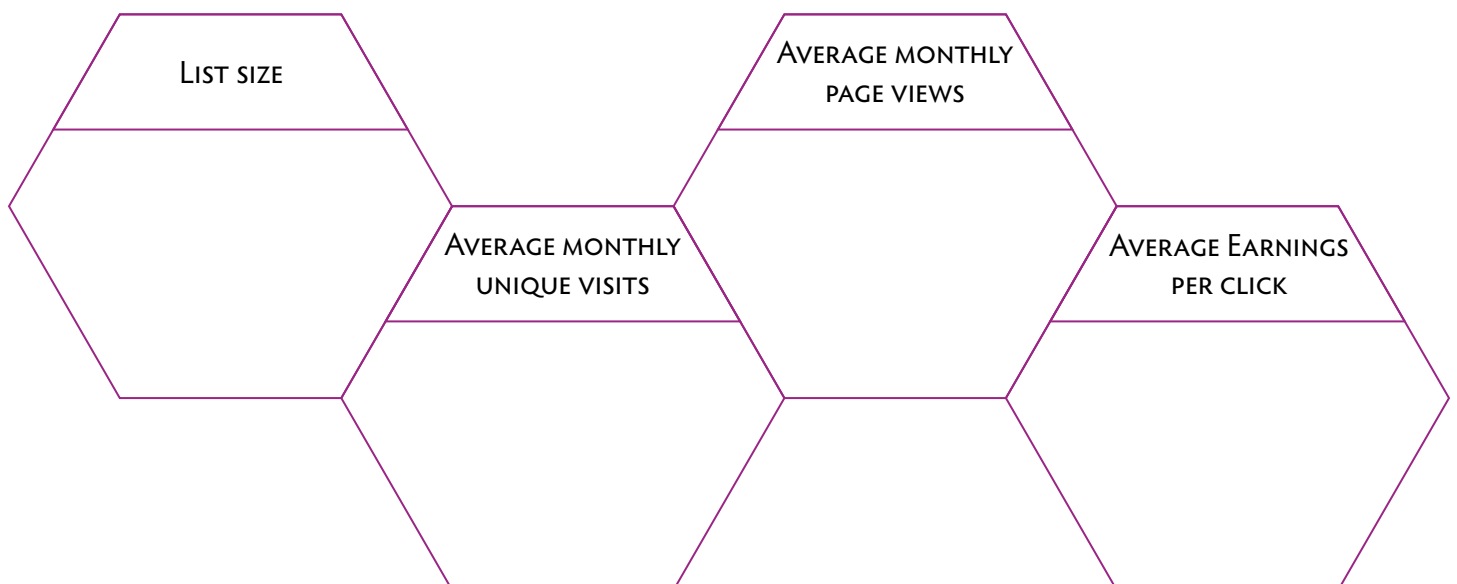 List size
Average monthly
page views
Average monthly
unique visits
Average Earnings
per click